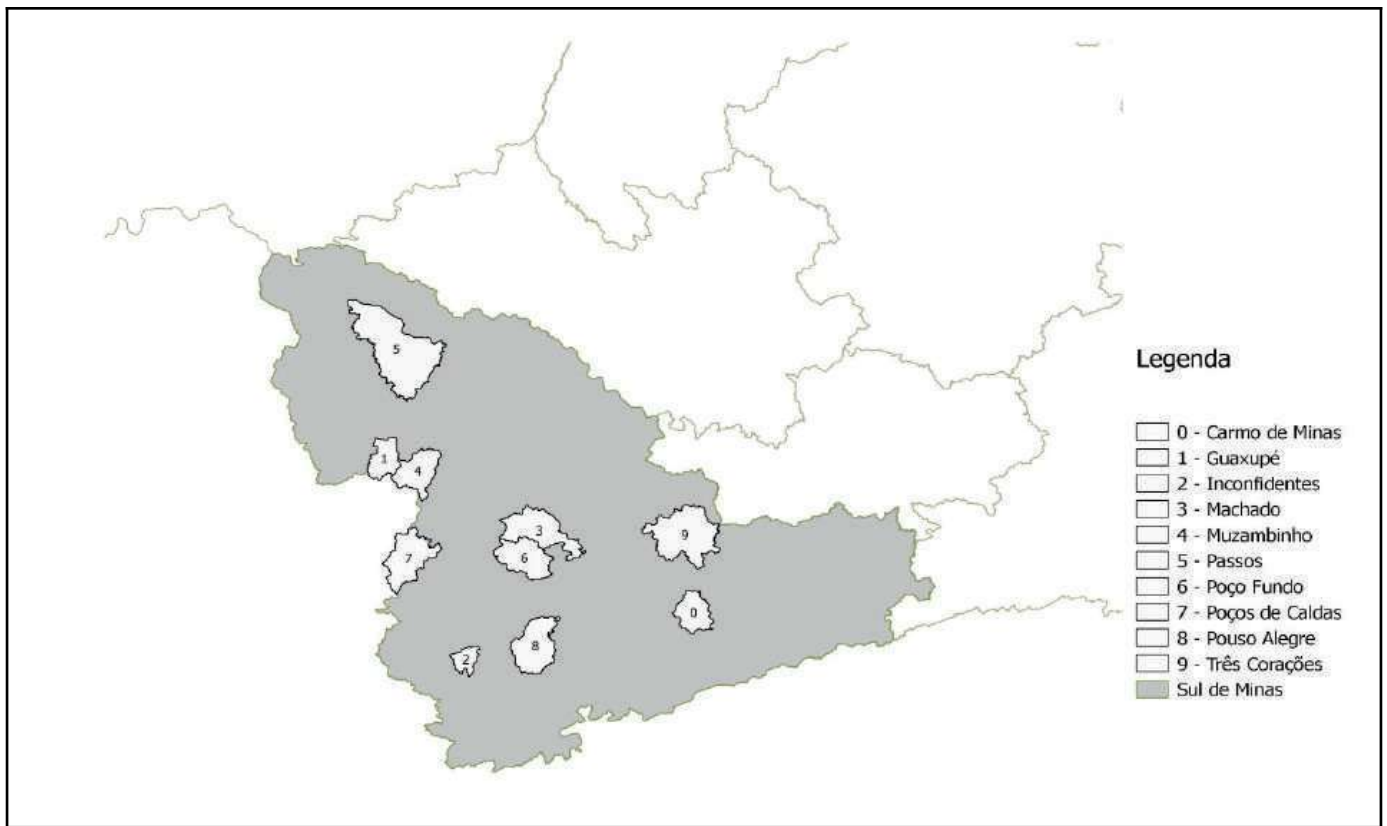 5
1
4
3
9
7
6
0
8
2
Legenda
0 - Carmo de Minas
1 - Guaxupé
2 - Inconfidentes
3 - Machado
4 - Muzambinho
5 - Passos
6 - Poço Fundo
7 - Poços de Caldas
8 - Pouso Alegre
9 - Três Corações
Sul de Minas